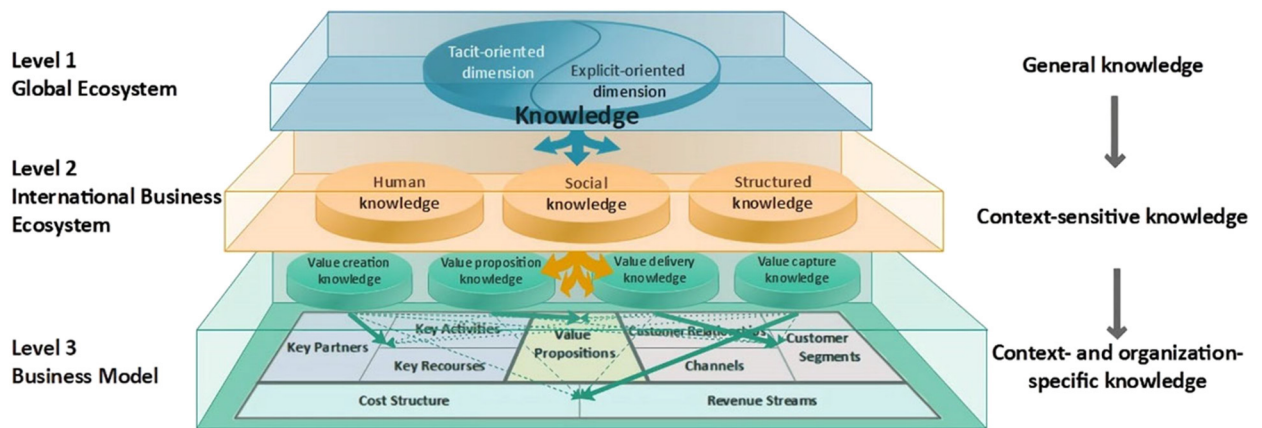 Level 1
Global Ecosystem
Tacit-oriented
dimension
Explicit-oriented
dimension
Knowledge
General knowledge
Level 2
International Business
Ecosystem
Human
knowledge
Social
knowledge
Structured
knowledge
Context-sensitive knowledge
Value creation
knowledge
Value proposition
knowledge
Value delivery
knowledge
Value capture
knowledge
Level 3
Business Model
Key Partners
Key Activities
Key Recourses
Value
Propositions
Customer Relationships
Channels
Customer
Segments
Cost Structure
Revenue Streams
Context- and organization-
specific knowledge